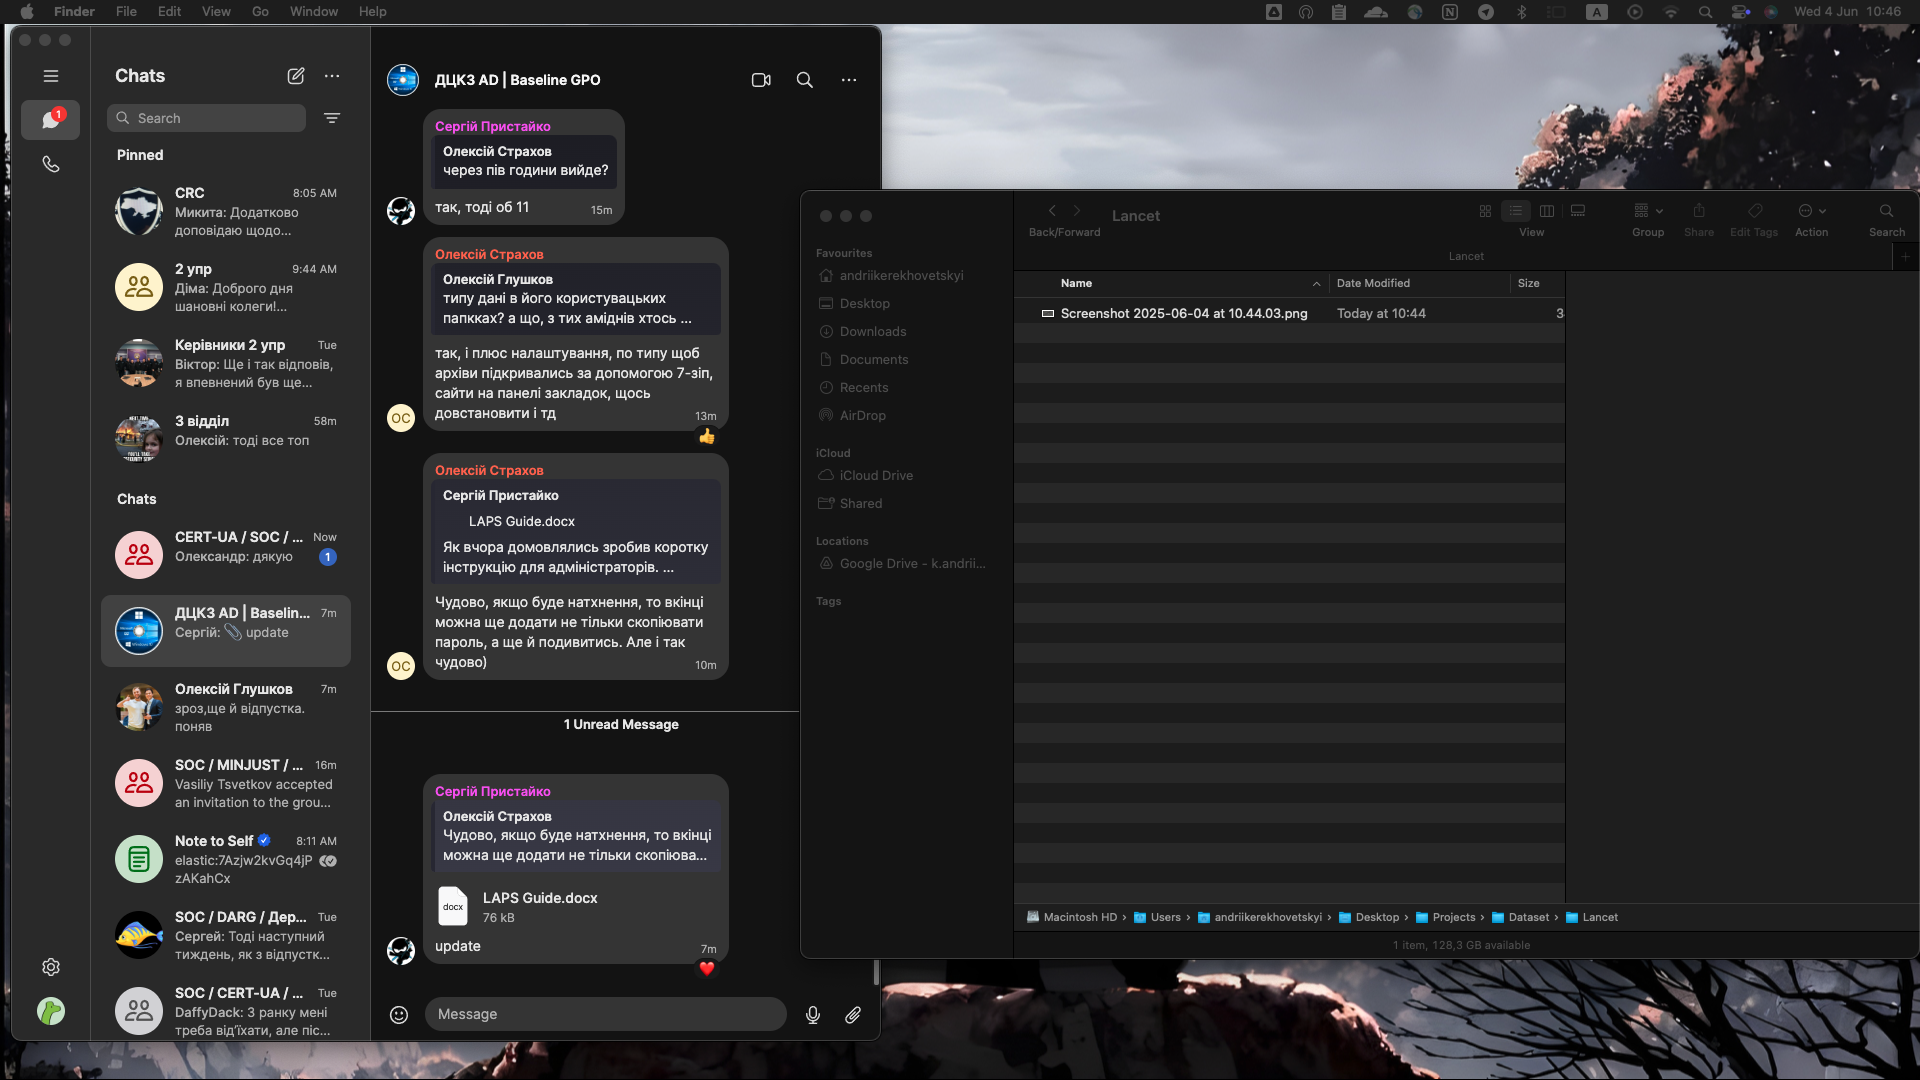 Finder File Edit View Go Window Help
A
Wed 4 Jun 10:46
Chats
1
Search
Pinned
CRC 8:05 AM
Микита: Додатково
доповідаю щодо...
2 упр 9:44 AM
Діма: Доброго дня
шановні колеги!...
Керівники 2 упр Tue
Віктор: Ще і так відповів,
я впевнений був ще...
3 відділ 58m
Олексій: тоді все топ
Chats
CERT-UA / SOC / ... Now
Олександр: дякую 1
ДЦКЗ AD | Baselin... 7m
Сергій: 📎 update
Олексій Глушков 7m
зроз,ще й відпустка.
поняв
SOC / MINJUST / ... 16m
Vasiliy Tsvetkov accepted
an invitation to the grou...
Note to Self 8:11 AM
elastic:7Azjw2kvGq4jP
zAKahCx
SOC / DARG / Дер... Tue
Сергей: Тоді наступний
тиждень, як з відпустк...
SOC / CERT-UA / ... Tue
DaffyDack: З ранку мені
треба від'їхати, але піс...
ДЦКЗ AD | Baseline GPO
Сергій Пристайко
Олексій Страхов
через пів години вийде?
так, тоді об 11
15m
Олексій Страхов
Олексій Глушков
типу дані в його користувацьких
папкках? а що, з тих аміднів хтось ...
так, і плюс налаштування, по типу щоб
архіви підкривались за допомогою 7-зіп,
сайти на панелі закладок, щось
довстановити і тд
13m
OC
👍
Олексій Страхов
Сергій Пристайко
LAPS Guide.docx
Як вчора домовлялись зробив коротку
інструкцію для адміністраторів. ...
Чудово, якщо буде натхнення, то вкінці
можна ще додати не тільки скопіювати
пароль, а ще й подивитись. Але і так
чудово)
10m
OC
1 Unread Message
Сергій Пристайко
Олексій Страхов
Чудово, якщо буде натхнення, то вкінці
можна ще додати не тільки скопіюва...
docx
LAPS Guide.docx
76 kB
update
7m
❤️
Message
Lancet
Back/Forward
View
Group
Share
Edit Tags
Action
Search
Lancet
Favourites
andriikerekhovetskyi
Desktop
Downloads
Documents
Recents
AirDrop
iCloud
iCloud Drive
Shared
Locations
Google Drive - k.andrii...
Tags
Name Date Modified Size
Screenshot 2025-06-04 at 10.44.03.png Today at 10:44 3
Macintosh HD › Users › andriikerekhovetskyi › Desktop › Projects › Dataset › Lancet
1 item, 128,3 GB available